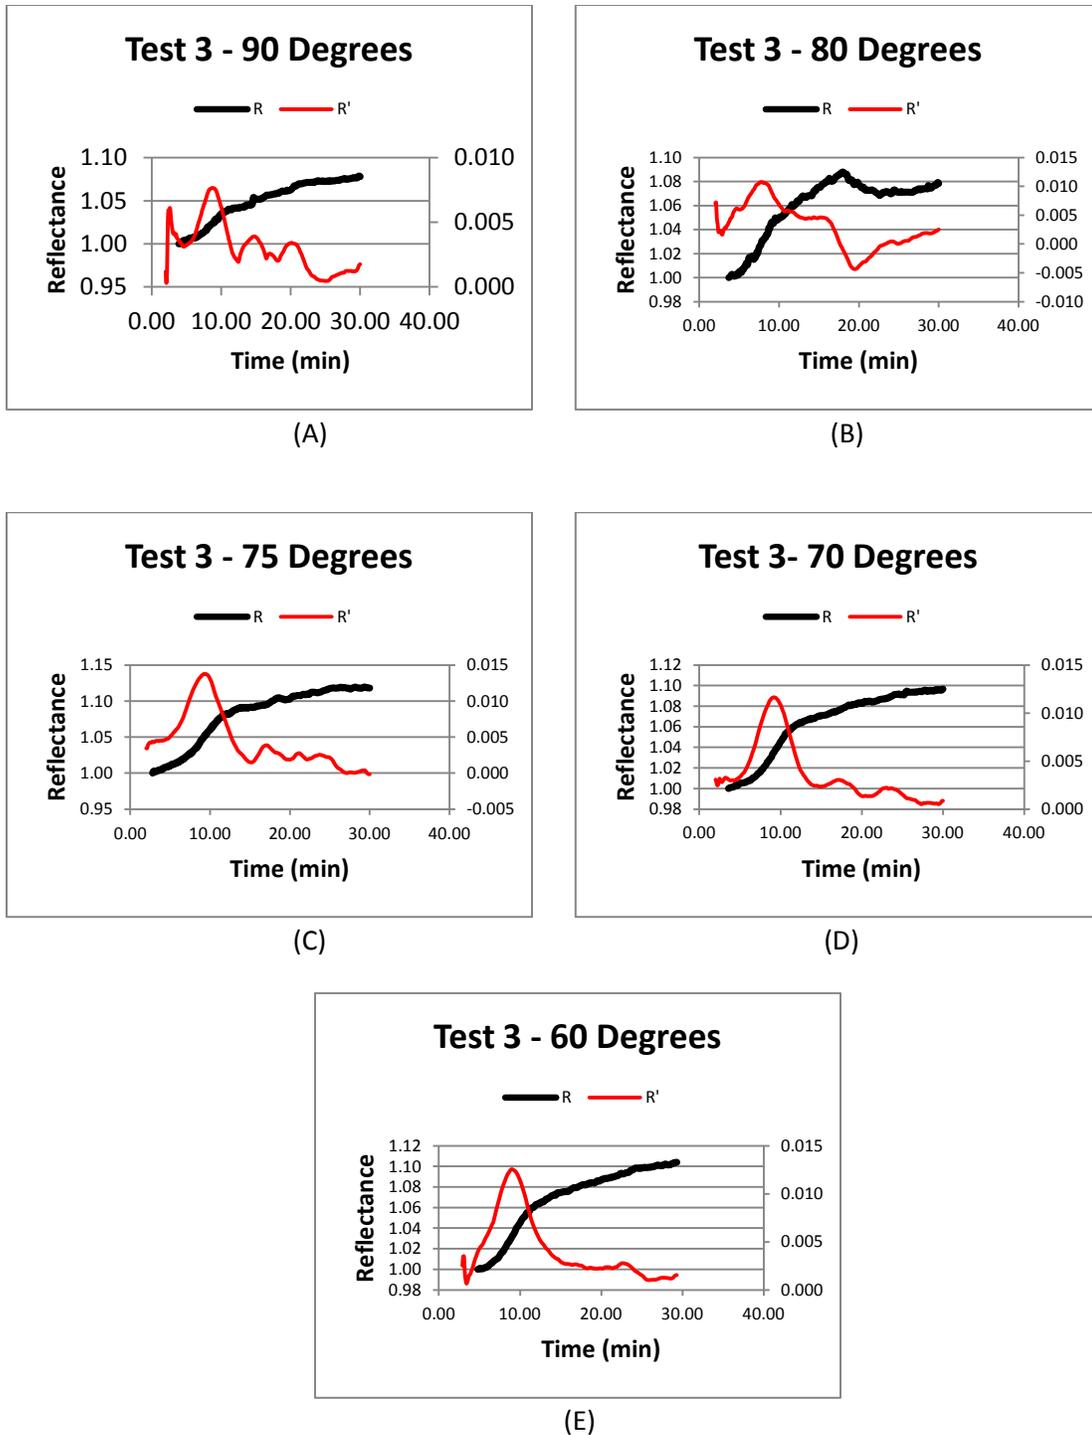 Test 3 - 90 Degrees
R R'
Reflectance
1.10
1.05
1.00
0.95
0.010
0.005
0.000
0.00 10.00 20.00 30.00 40.00
Time (min)
(A)
Test 3 - 80 Degrees
R R'
Reflectance
1.10
1.08
1.06
1.04
1.02
1.00
0.98
0.015
0.010
0.005
0.000
-0.005
-0.010
0.00 10.00 20.00 30.00 40.00
Time (min)
(B)
Test 3 - 75 Degrees
R R'
Reflectance
1.15
1.10
1.05
1.00
0.95
0.015
0.010
0.005
0.000
-0.005
0.00 10.00 20.00 30.00 40.00
Time (min)
(C)
Test 3- 70 Degrees
R R'
Reflectance
1.12
1.10
1.08
1.06
1.04
1.02
1.00
0.98
0.015
0.010
0.005
0.000
0.00 10.00 20.00 30.00 40.00
Time (min)
(D)
Test 3 - 60 Degrees
R R'
Reflectance
1.12
1.10
1.08
1.06
1.04
1.02
1.00
0.98
0.015
0.010
0.005
0.000
0.00 10.00 20.00 30.00 40.00
Time (min)
(E)